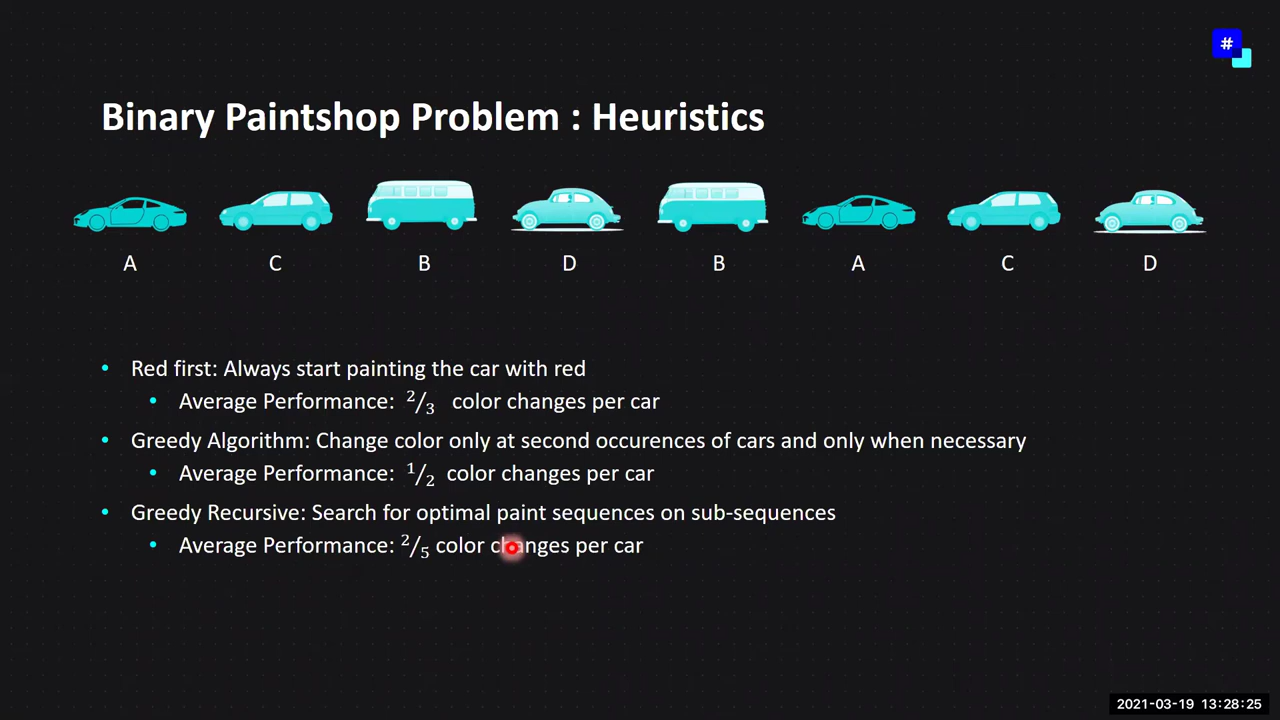 #
Binary Paintshop Problem : Heuristics
A C B D B A C D
• Red first: Always start painting the car with red
• Average Performance: 2/3 color changes per car
• Greedy Algorithm: Change color only at second occurences of cars and only when necessary
• Average Performance: 1/2 color changes per car
• Greedy Recursive: Search for optimal paint sequences on sub-sequences
• Average Performance: 2/5 color changes per car
2021-03-19 13:28:25